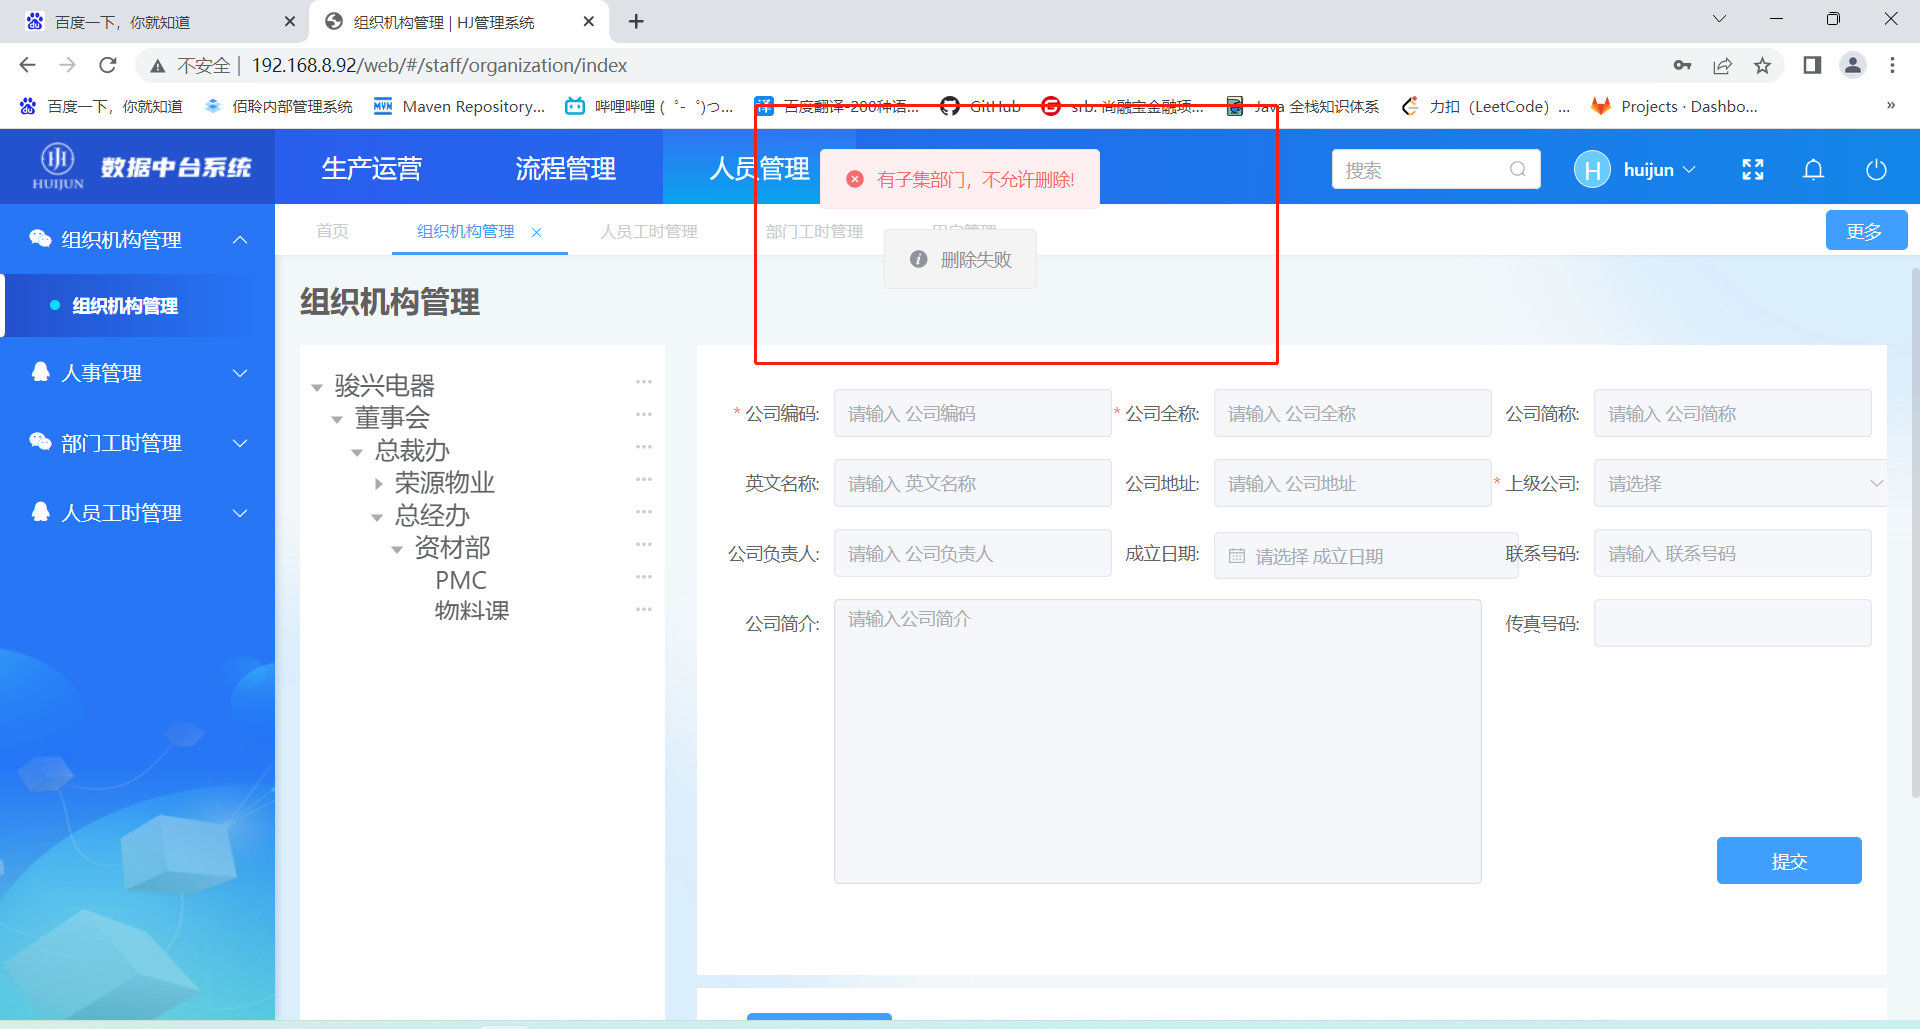 百度一下，你就知道
组织机构管理 | HJ管理系统
不安全 | 192.168.8.92/web/#/staff/organization/index
百度一下，你就知道
佰聆内部管理系统
Maven Repository:...
哔哩哔哩 (゜-゜)つ...
百度翻译-200种语...
GitHub
srb: 尚融宝金融项...
Java 全栈知识体系
力扣（LeetCode）...
Projects · Dashbo...
HUIJUN
数据中台系统
生产运营
流程管理
人员管理
有子集部门，不允许删除!
搜索
H
huijun
组织机构管理
首页
组织机构管理
人员工时管理
部门工时管理
更多
删除失败
组织机构管理
人事管理
部门工时管理
人员工时管理
组织机构管理
骏兴电器
董事会
总裁办
荣源物业
总经办
资材部
PMC
物料课
* 公司编码: 请输入 公司编码
* 公司全称: 请输入 公司全称
公司简称: 请输入 公司简称
英文名称: 请输入 英文名称
公司地址: 请输入 公司地址
* 上级公司: 请选择
公司负责人: 请输入 公司负责人
成立日期: 请选择 成立日期
联系号码: 请输入 联系号码
公司简介: 请输入公司简介
传真号码:
提交